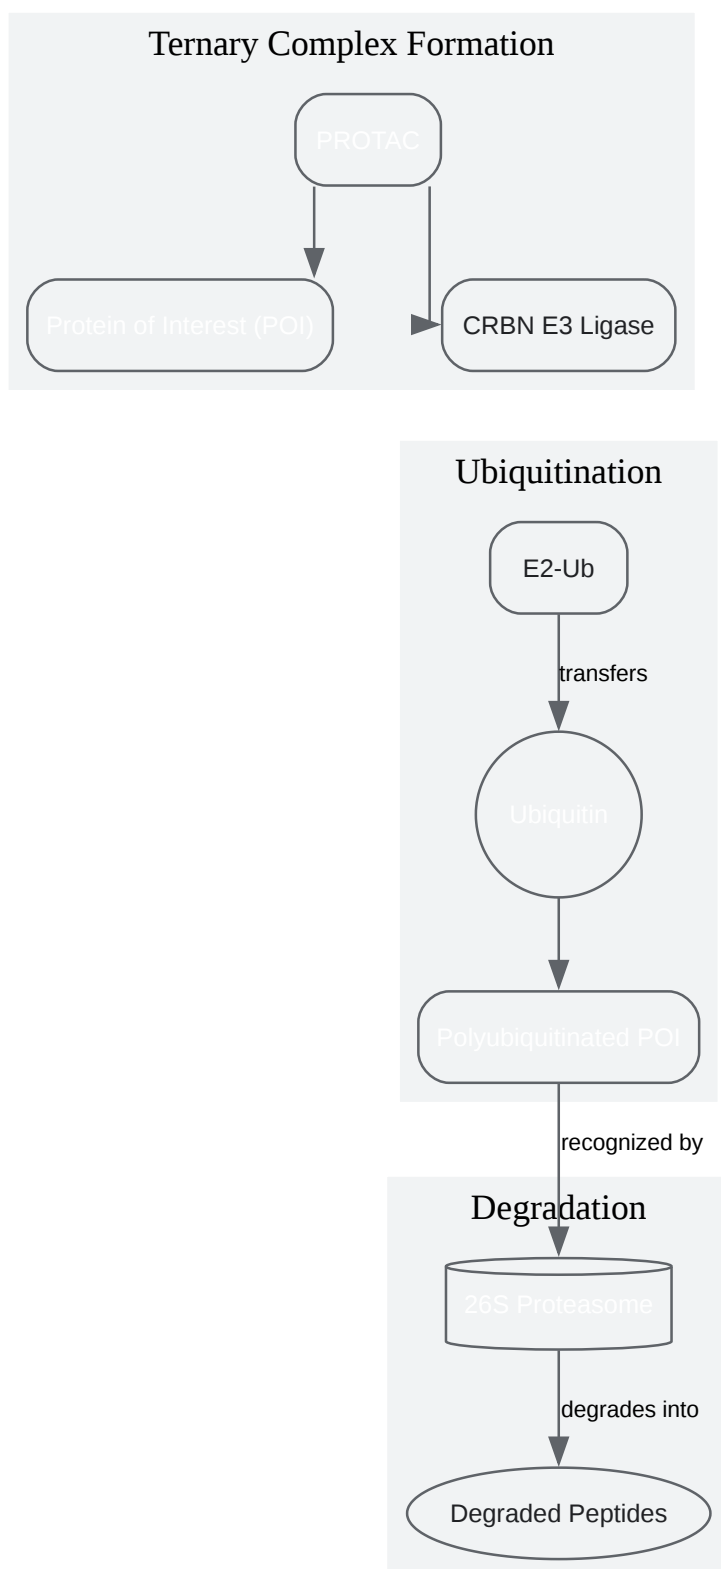 Ternary Complex Formation
PROTAC
Protein of Interest (POI)
CRBN E3 Ligase
Ubiquitination
E2-Ub
transfers
Ubiquitin
Polyubiquitinated POI
recognized by
Degradation
26S Proteasome
degrades into
Degraded Peptides